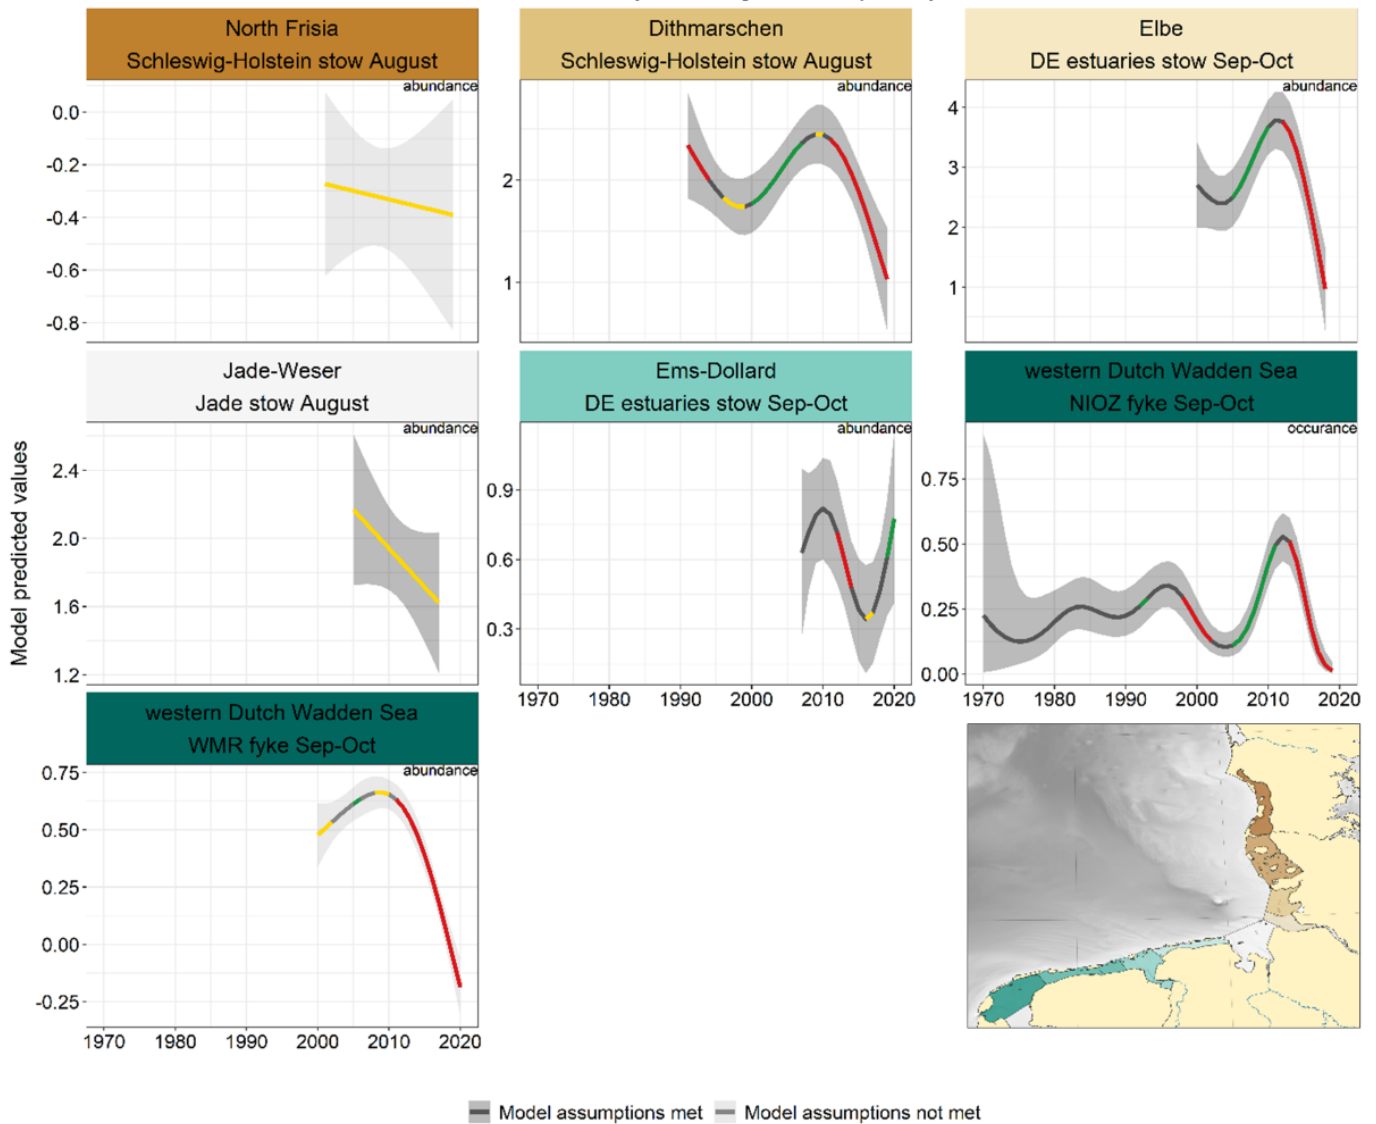 North Frisia
Schleswig-Holstein stow August
abundance
0.0
-0.2
-0.4
-0.6
-0.8
Dithmarschen
Schleswig-Holstein stow August
abundance
2
1
Elbe
DE estuaries stow Sep-Oct
abundance
4
3
2
1
Model predicted values
Jade-Weser
Jade stow August
abundance
2.4
2.0
1.6
1.2
Ems-Dollard
DE estuaries stow Sep-Oct
abundance
0.9
0.6
0.3
1970 1980 1990 2000 2010 2020
western Dutch Wadden Sea
NIOZ fyke Sep-Oct
occurance
0.75
0.50
0.25
0.00
1970 1980 1990 2000 2010 2020
western Dutch Wadden Sea
WMR fyke Sep-Oct
abundance
0.75
0.50
0.25
0.00
-0.25
1970 1980 1990 2000 2010 2020
Model assumptions met Model assumptions not met